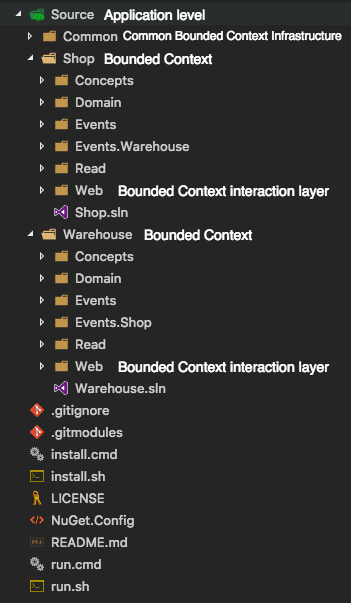 Source Application level
Common Common Bounded Context Infrastructure
Shop Bounded Context
Concepts
Domain
Events
Events.Warehouse
Read
Web Bounded Context interaction layer
Shop.sln
Warehouse Bounded Context
Concepts
Domain
Events
Events.Shop
Read
Web Bounded Context interaction layer
Warehouse.sln
.gitignore
.gitmodules
install.cmd
install.sh
LICENSE
NuGet.Config
README.md
run.cmd
run.sh